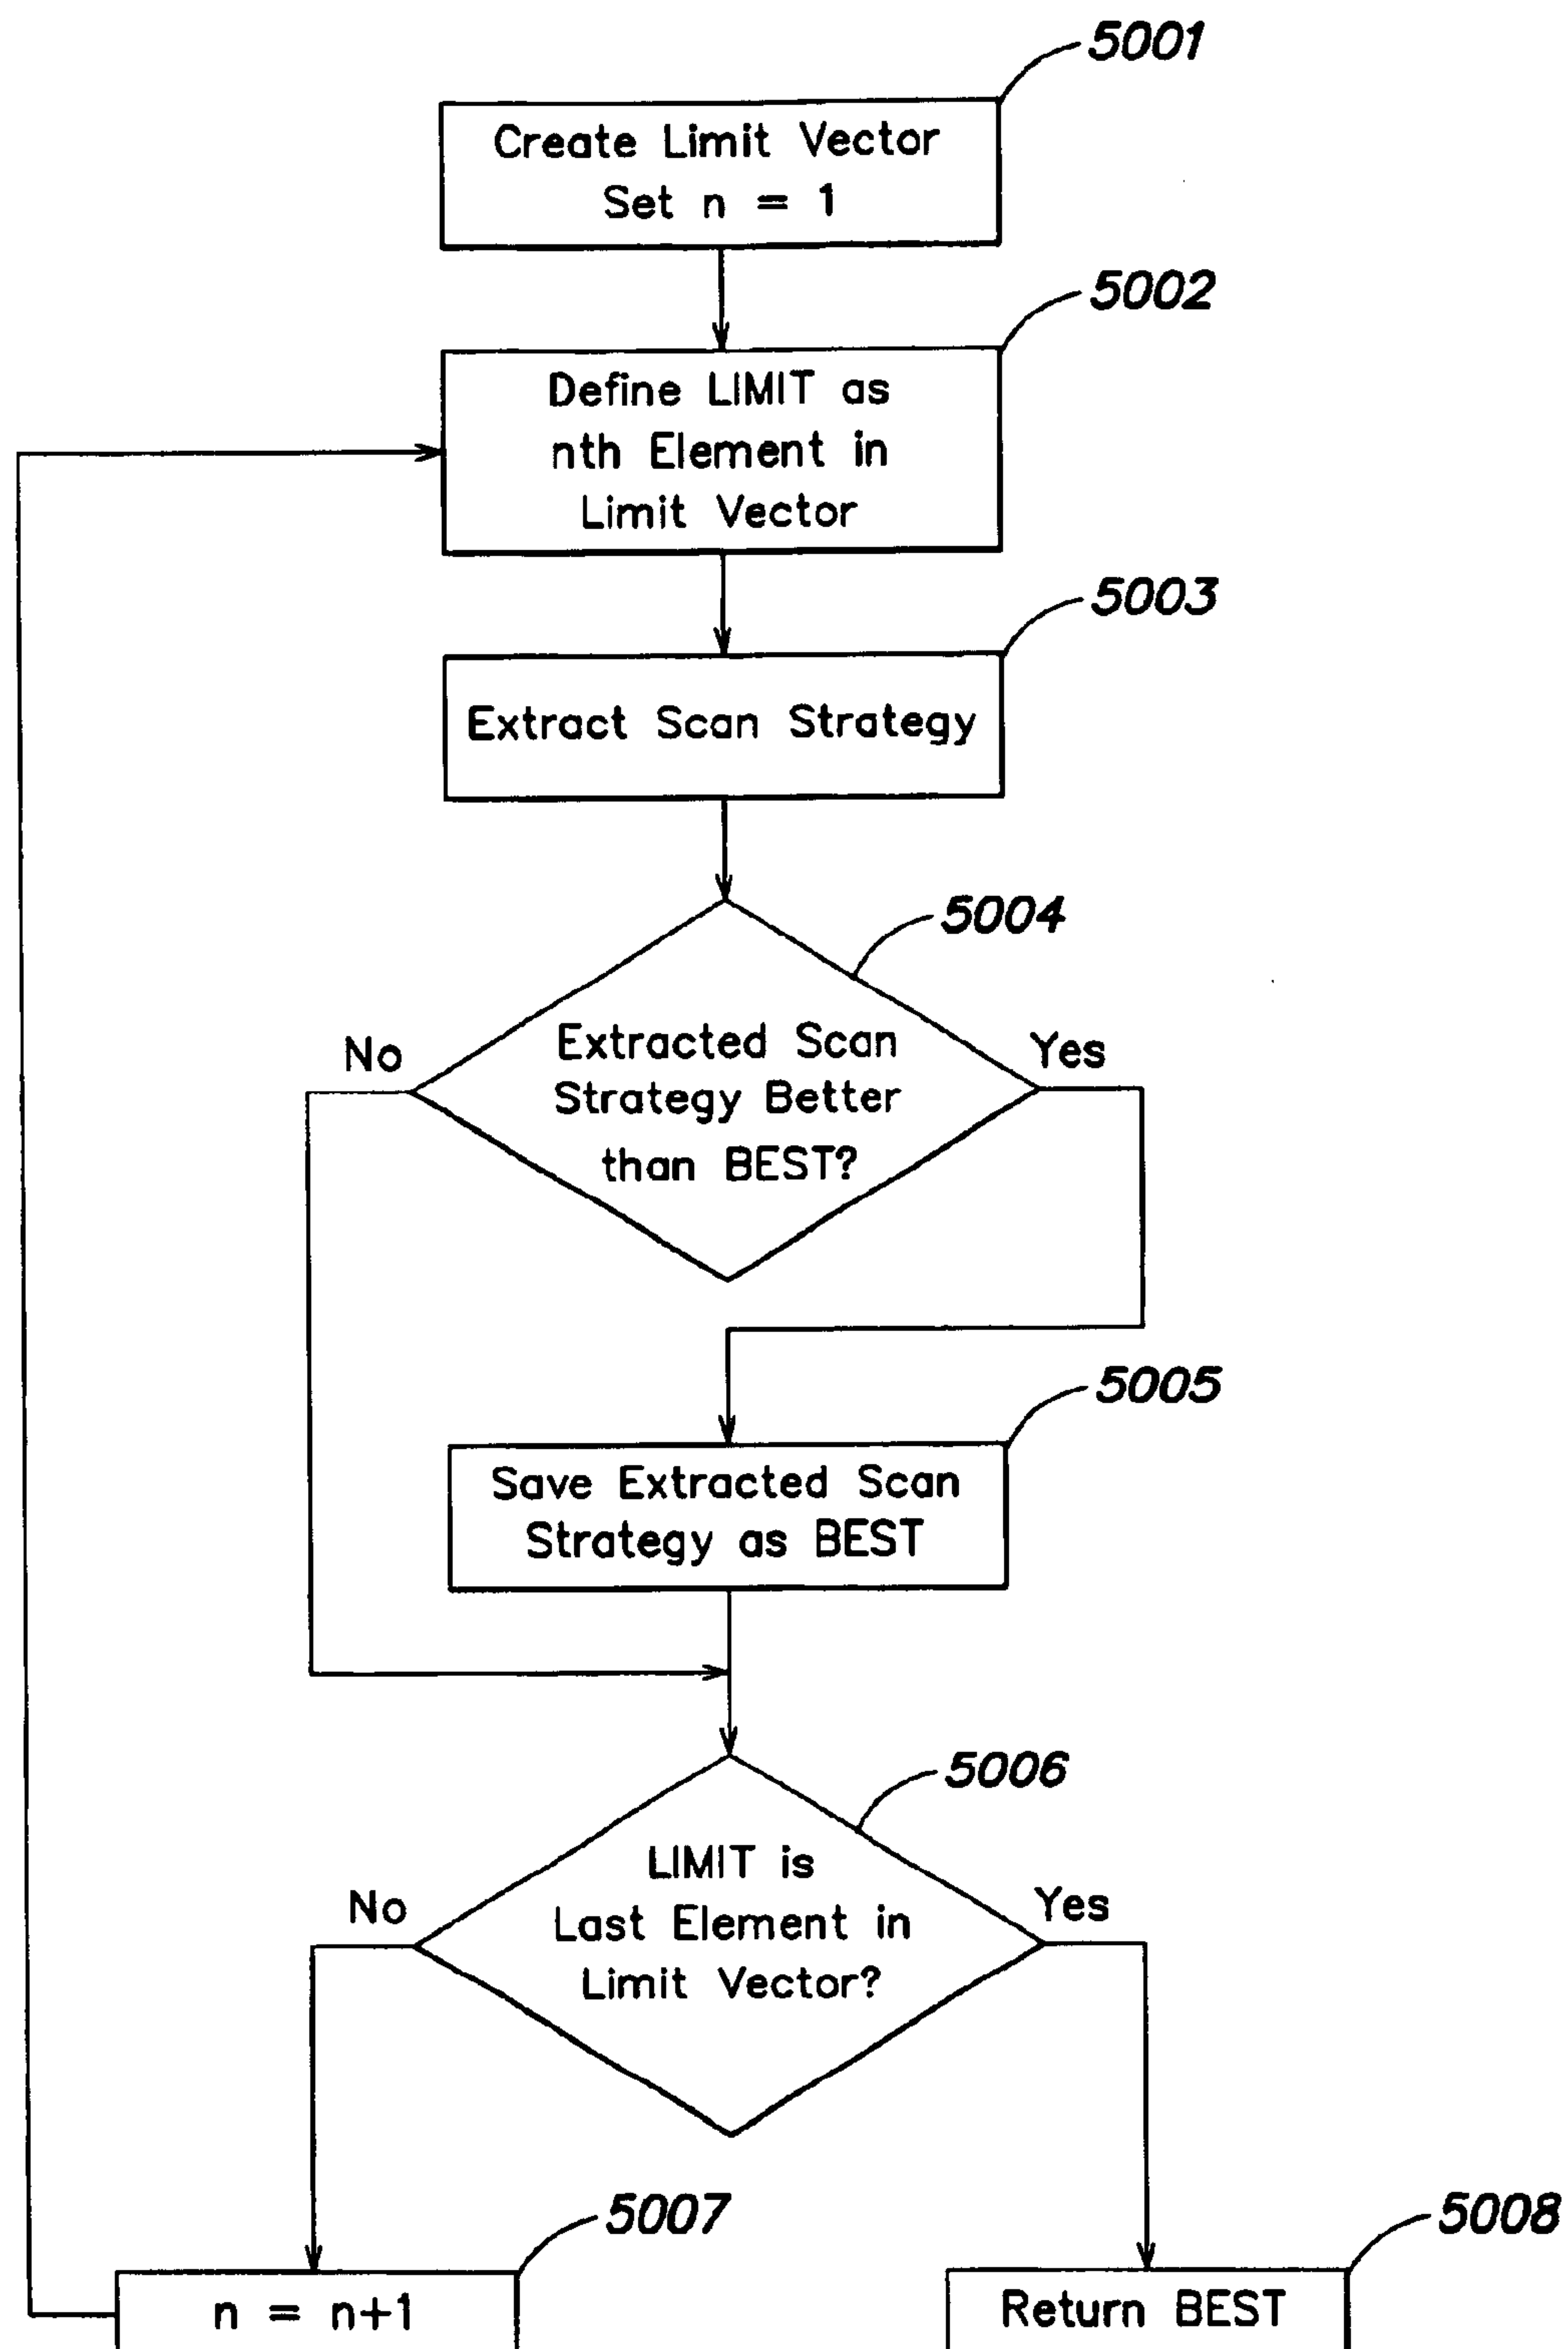 5001
Create Limit Vector
Set n = 1
5002
Define LIMIT as
nth Element in
Limit Vector
5003
Extract Scan Strategy
5004
No
Yes
Extracted Scan
Strategy Better
than BEST?
5005
Save Extracted Scan
Strategy as BEST
5006
No
Yes
LIMIT is
Last Element in
Limit Vector?
5007
n = n+1
5008
Return BEST